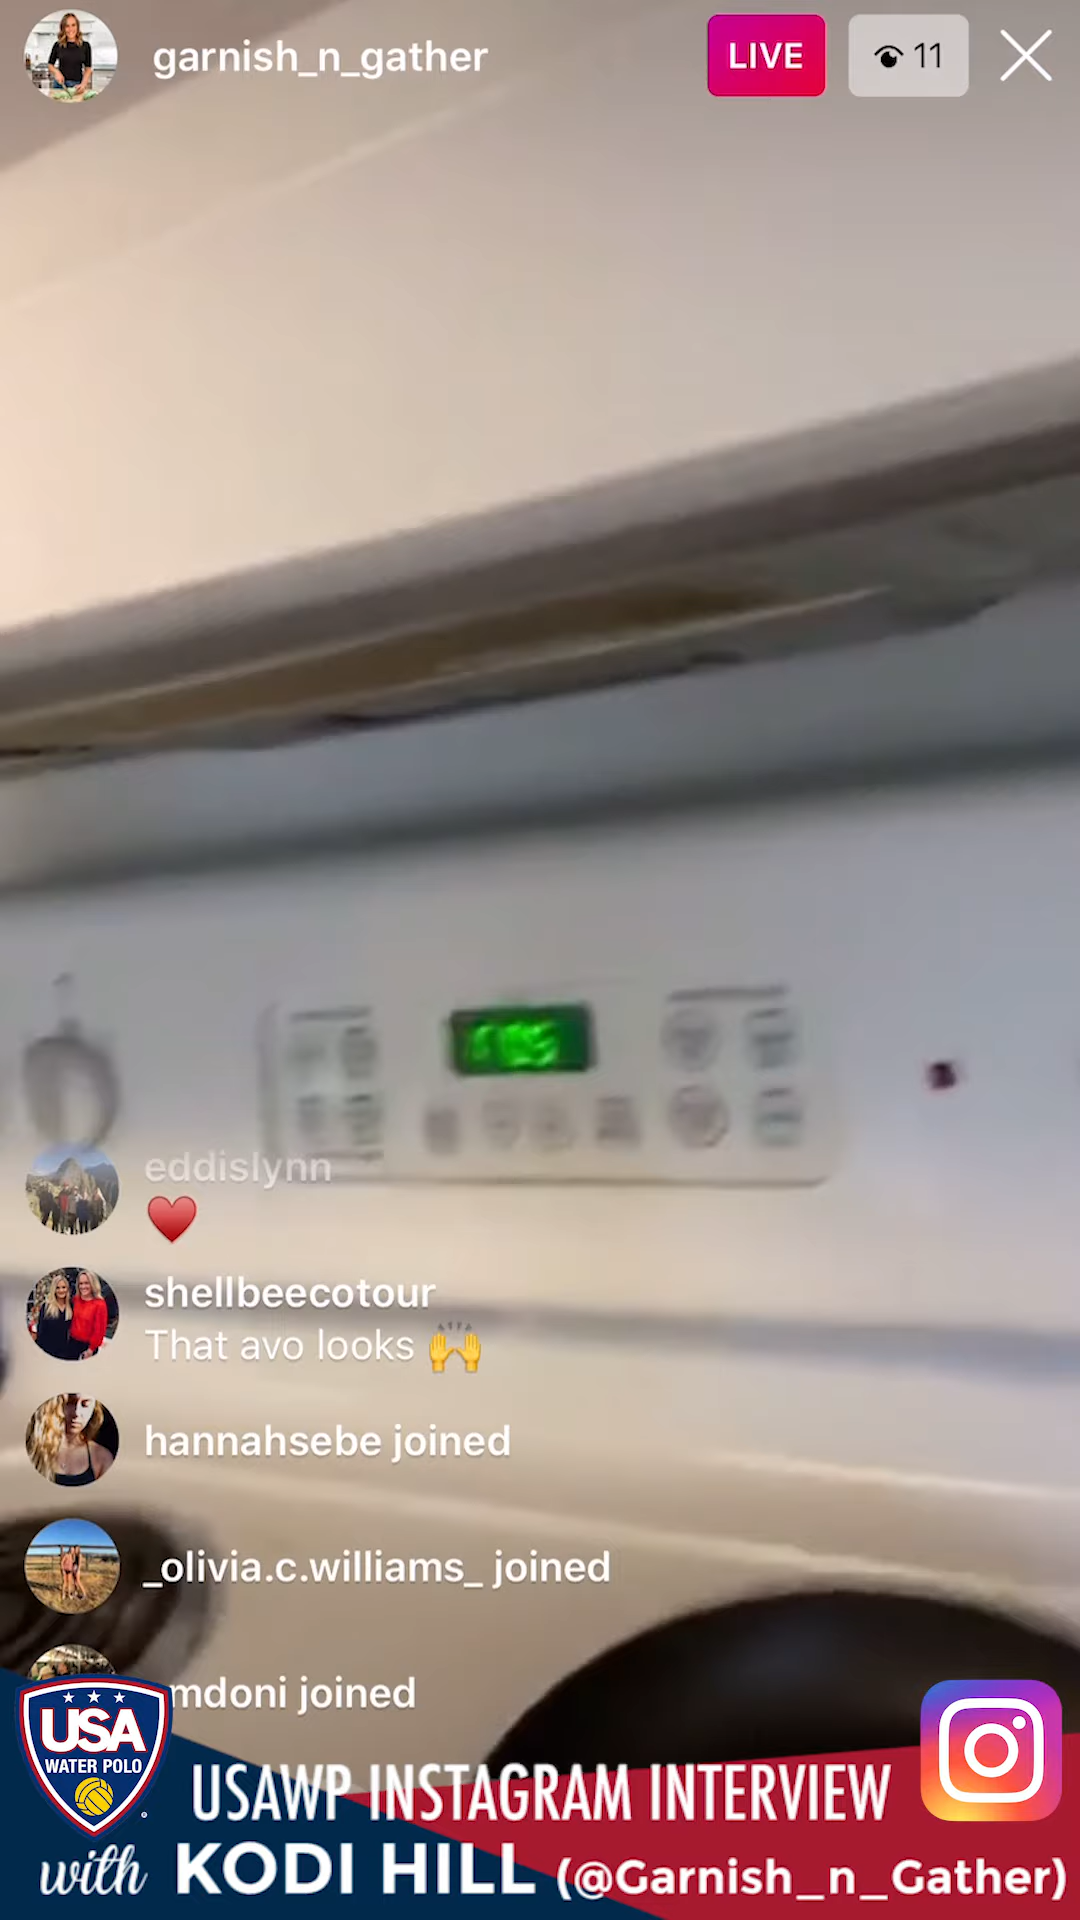 garnish_n_gather
LIVE
11
eddislynn
shellbeecotour
That avo looks 🙌
hannahsebe joined
_olivia.c.williams_ joined
mdoni joined
USA
WATER POLO
USAWP INSTAGRAM INTERVIEW
with KODI HILL (@Garnish_n_Gather)